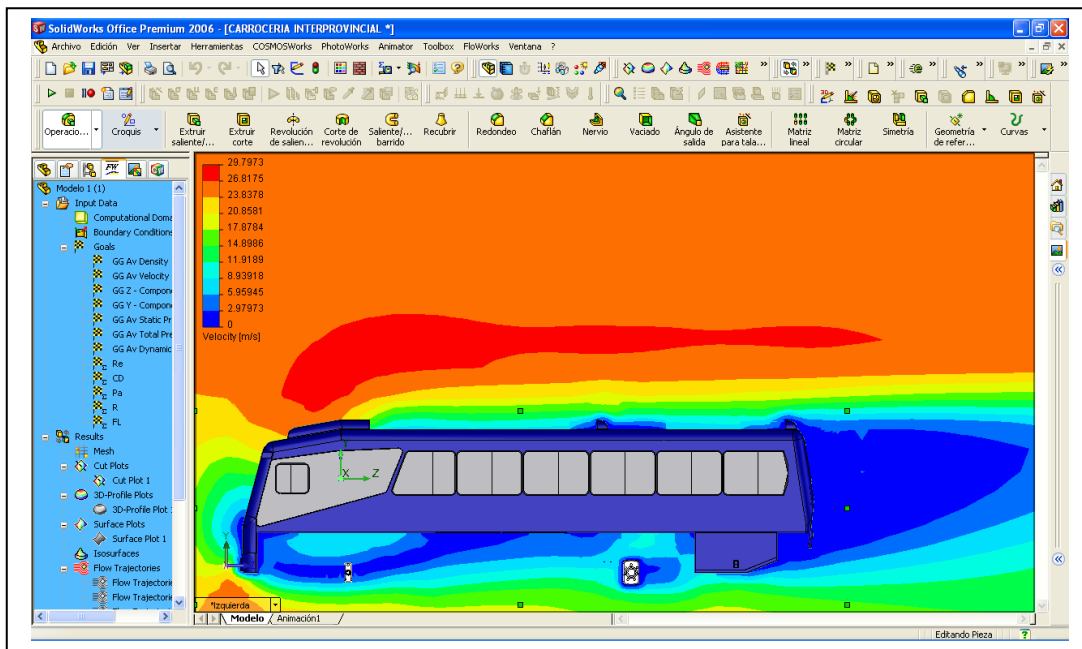 SolidWorks Office Premium 2006 - [CARROCERIA INTERPROVINCIAL *]
Archivo Edición Ver Insertar Herramientas COSMOSWorks PhotoWorks Animator Toolbox FloWorks Ventana ?
Operacio... Croquis Extruir saliente/... Extruir corte Revolución de salien... Corte de revolución Saliente/... barrido Recubrir Redondeo Chaflán Nervio Vaciado Ángulo de salida Asistente para tala... Matriz lineal Matriz circular Simetría Geometría de refer... Curvas
Modelo 1 (1)
Input Data
Computational Doma
Boundary Conditions
Goals
GG Av Density
GG Av Velocity
GG Z - Compon
GG Y - Compon
GG Av Static Pr
GG Av Total Pre
GG Av Dynamic
Re
CD
Pa
R
FL
Results
Mesh
Cut Plots
Cut Plot 1
3D-Profile Plots
3D-Profile Plot
Surface Plots
Surface Plot 1
Isosurfaces
Flow Trajectories
Flow Trajectorie
Flow Trajectorie
29.7973
26.8175
23.8378
20.8581
17.8784
14.8986
11.9189
8.93918
5.95945
2.97973
0
Velocity [m/s]
Y
X Z
Y
*Izquierda
Modelo Animación1
Editando Pieza